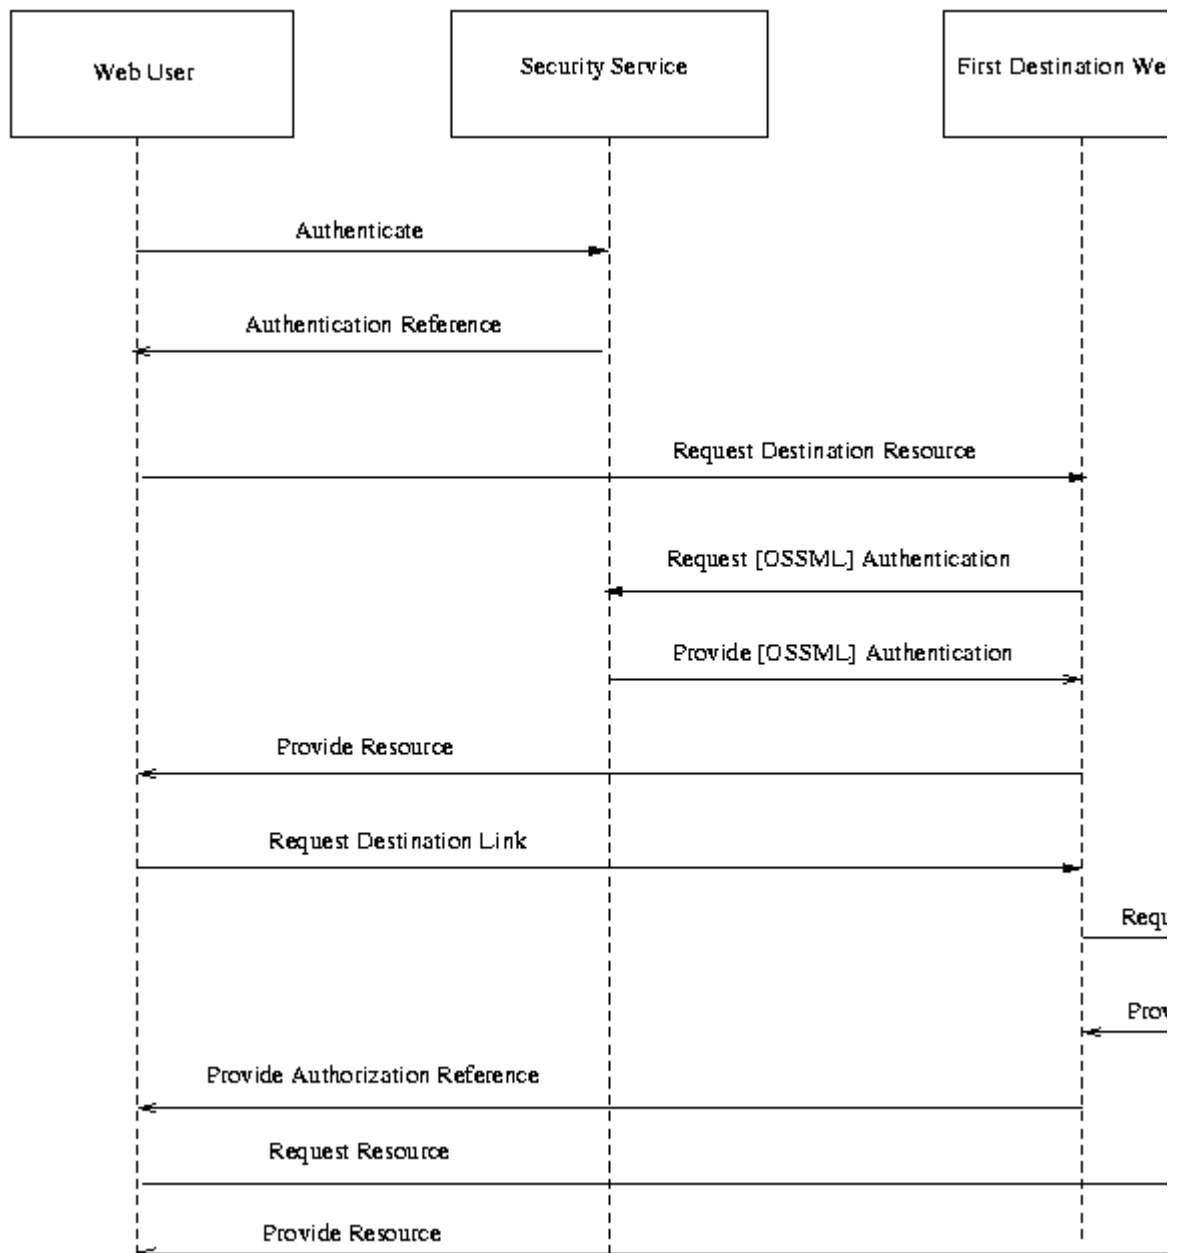 Web User
Security Service
First Destination We
Authenticate
Authentication Reference
Request Destination Resource
Request [OSSML] Authentication
Provide [OSSML] Authentication
Provide Resource
Request Destination Link
Requ
Prov
Provide Authorization Reference
Request Resource
Provide Resource